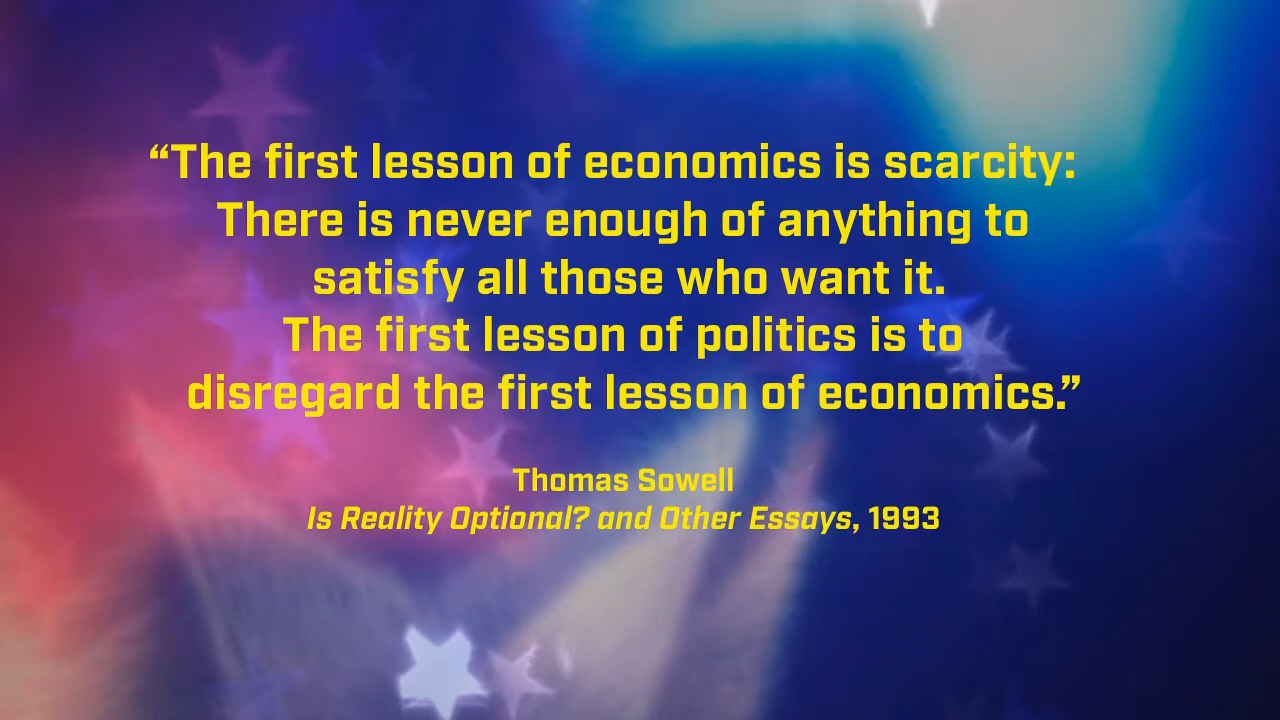 “The first lesson of economics is scarcity:
There is never enough of anything to
satisfy all those who want it.
The first lesson of politics is to
disregard the first lesson of economics.”
Thomas Sowell
Is Reality Optional? and Other Essays, 1993